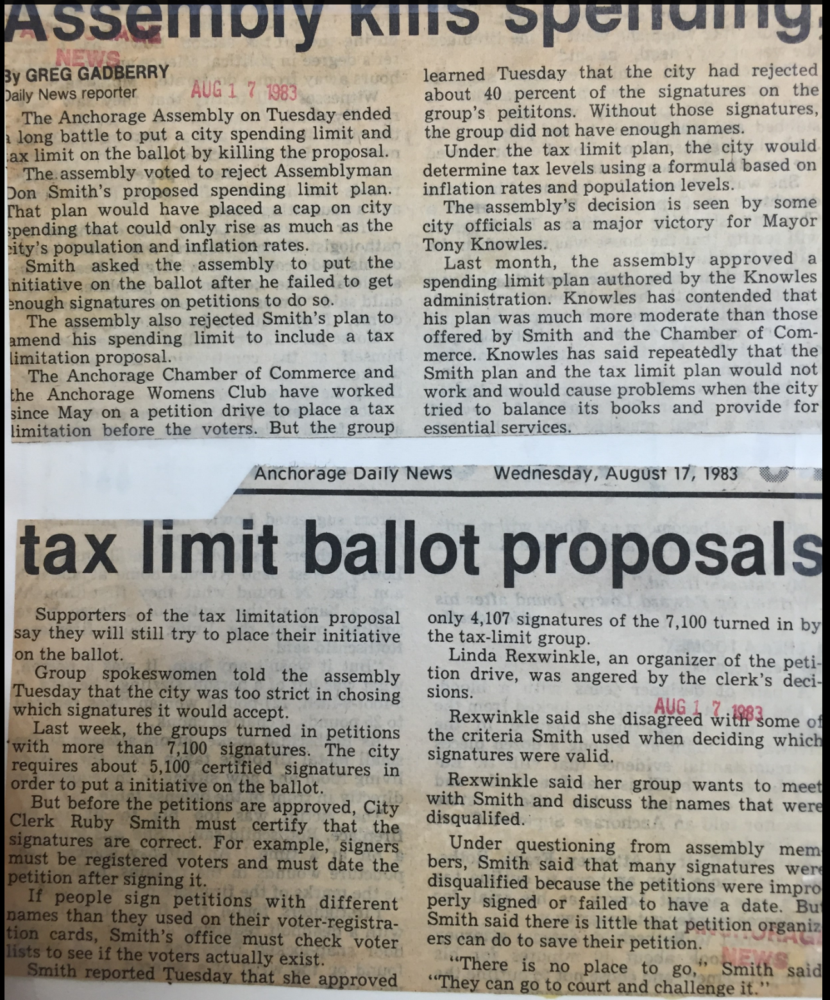 Assembly kills spending,
ANCHORAGE
NEWS
By GREG GADBERRY
Daily News reporter
AUG 17 1983
The Anchorage Assembly on Tuesday ended
a long battle to put a city spending limit and
tax limit on the ballot by killing the proposal.
The assembly voted to reject Assemblyman
Don Smith's proposed spending limit plan.
That plan would have placed a cap on city
spending that could only rise as much as the
city's population and inflation rates.
Smith asked the assembly to put the
initiative on the ballot after he failed to get
enough signatures on petitions to do so.
The assembly also rejected Smith's plan to
amend his spending limit to include a tax
limitation proposal.
The Anchorage Chamber of Commerce and
the Anchorage Womens Club have worked
since May on a petition drive to place a tax
limitation before the voters. But the group
learned Tuesday that the city had rejected
about 40 percent of the signatures on the
group's peititons. Without those signatures,
the group did not have enough names.
Under the tax limit plan, the city would
determine tax levels using a formula based on
inflation rates and population levels.
The assembly's decision is seen by some
city officials as a major victory for Mayor
Tony Knowles.
Last month, the assembly approved a
spending limit plan authored by the Knowles
administration. Knowles has contended that
his plan was much more moderate than those
offered by Smith and the Chamber of Com-
merce. Knowles has said repeatedly that the
Smith plan and the tax limit plan would not
work and would cause problems when the city
tried to balance its books and provide for
essential services.
Anchorage Daily News Wednesday, August 17, 1983
tax limit ballot proposals
Supporters of the tax limitation proposal
say they will still try to place their initiative
on the ballot.
Group spokeswomen told the assembly
Tuesday that the city was too strict in chosing
which signatures it would accept.
Last week, the groups turned in petitions
with more than 7,100 signatures. The city
requires about 5,100 certified signatures in
order to put a initiative on the ballot.
But before the petitions are approved, City
Clerk Ruby Smith must certify that the
signatures are correct. For example, signers
must be registered voters and must date the
petition after signing it.
If people sign petitions with different
names than they used on their voter-registra-
tion cards, Smith's office must check voter
lists to see if the voters actually exist.
Smith reported Tuesday that she approved
only 4,107 signatures of the 7,100 turned in by
the tax-limit group.
Linda Rexwinkle, an organizer of the peti-
tion drive, was angered by the clerk's deci-
sions.
AUG 17 1983
Rexwinkle said she disagreed with some of
the criteria Smith used when deciding which
signatures were valid.
Rexwinkle said her group wants to meet
with Smith and discuss the names that were
disqualifed.
Under questioning from assembly mem-
bers, Smith said that many signatures were
disqualified because the petitions were impro-
perly signed or failed to have a date. But
Smith said there is little that petition organiz-
ers can do to save their petition.
ANCHORAGE
NEWS
"There is no place to go," Smith said
"They can go to court and challenge it."